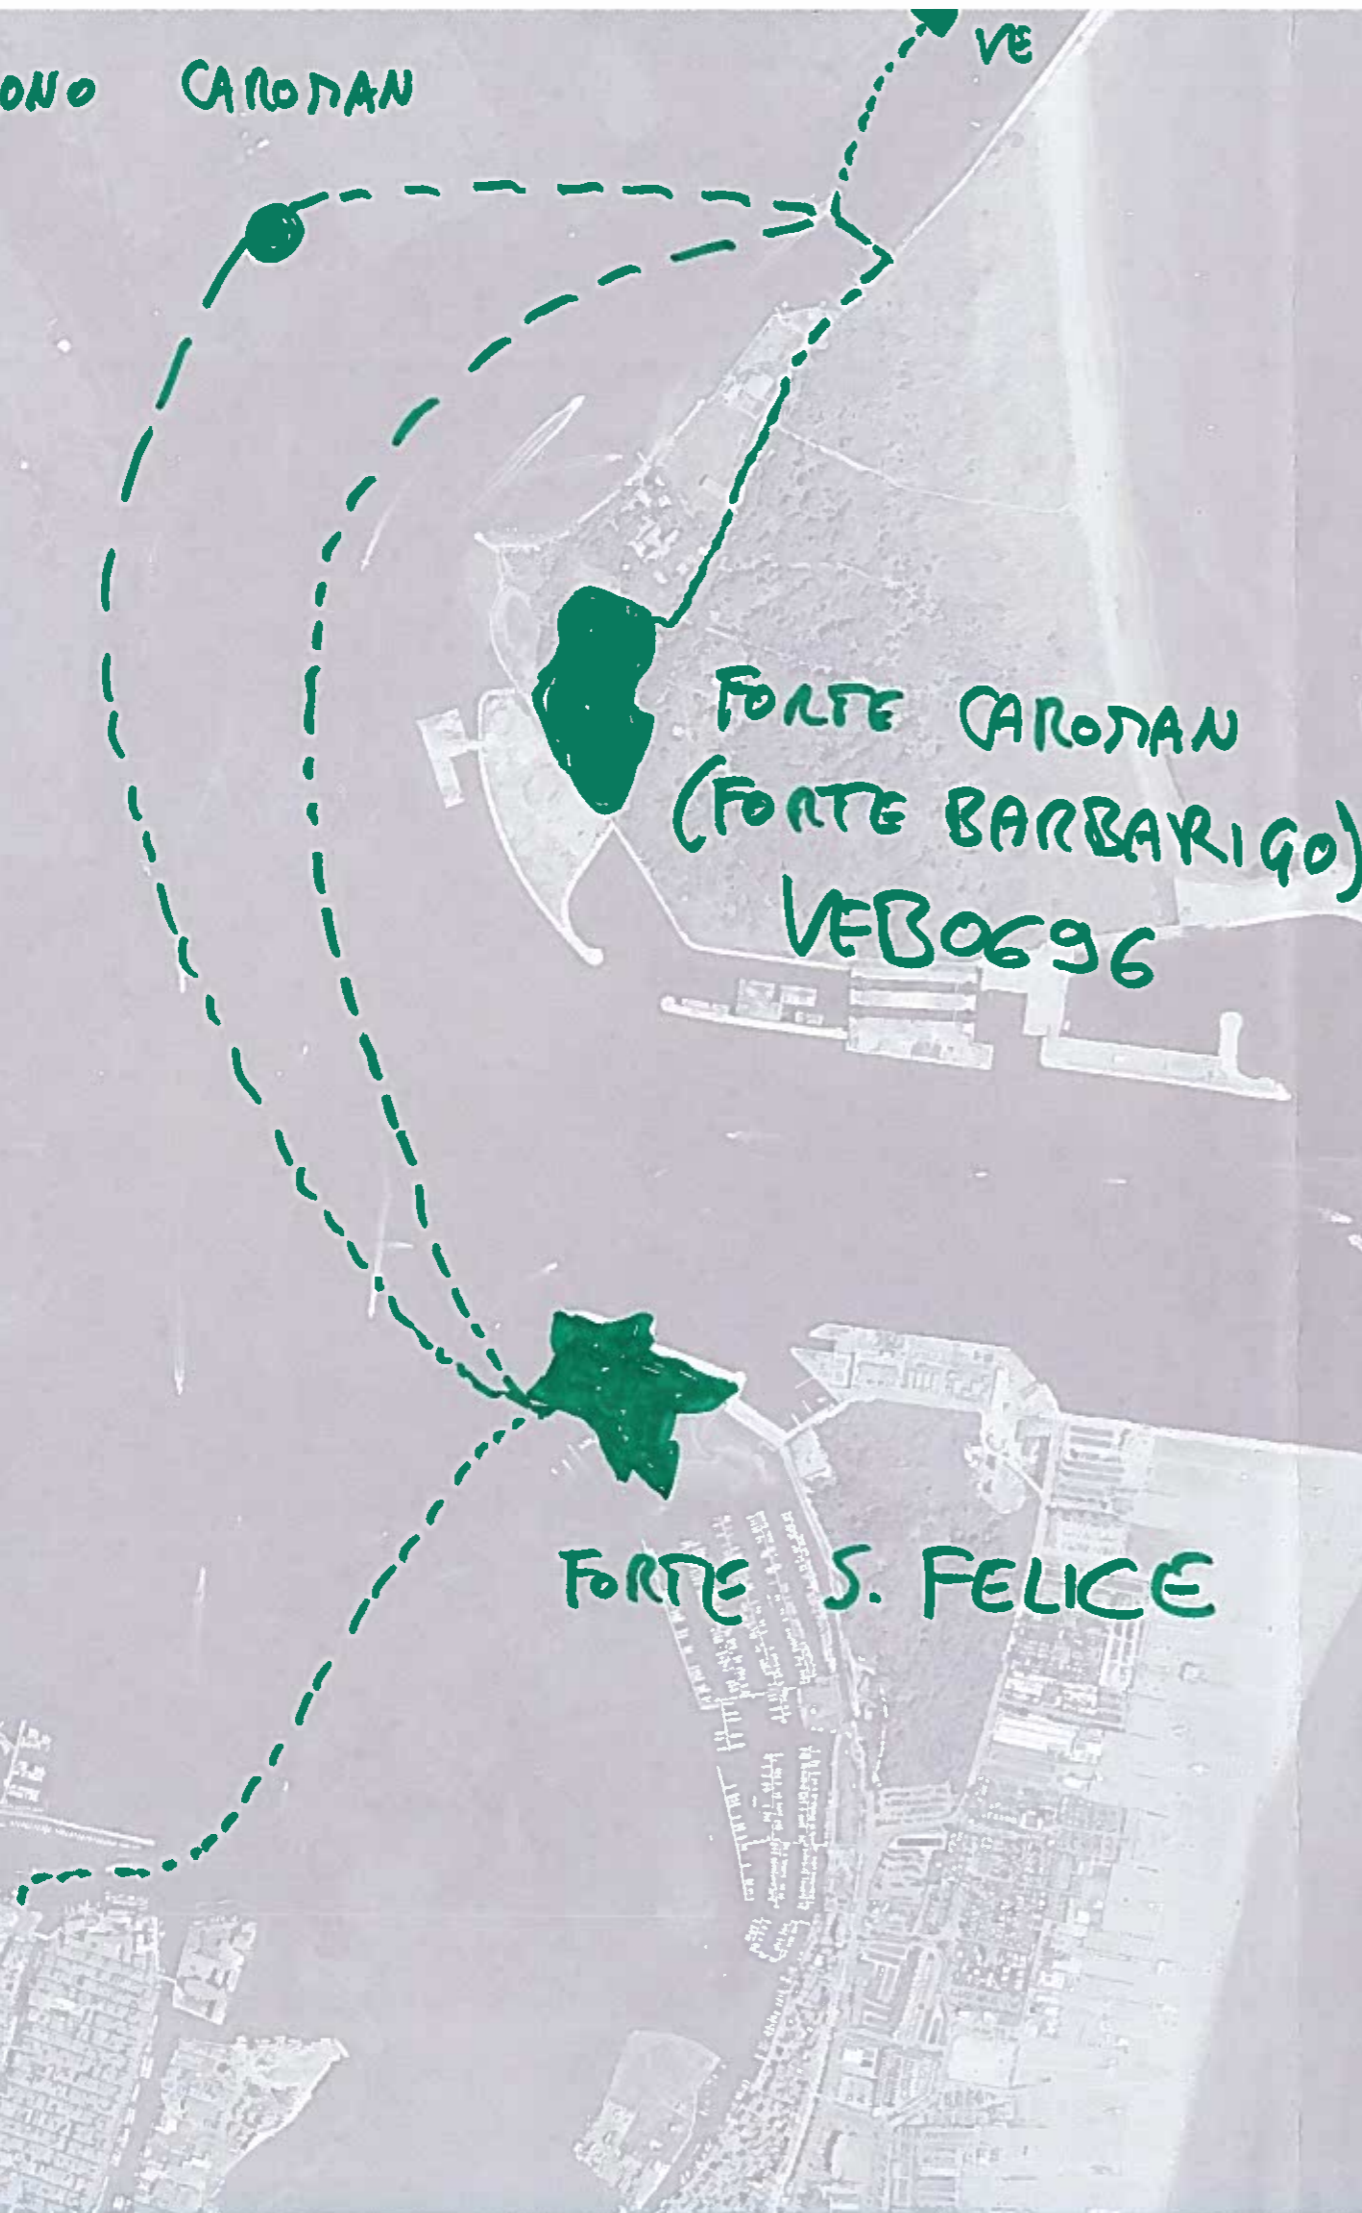 VE
ONO CAROMAN
FORTE CAROMAN
(FORTE BARBARIGO)
VEB0696
FORTE S. FELICE